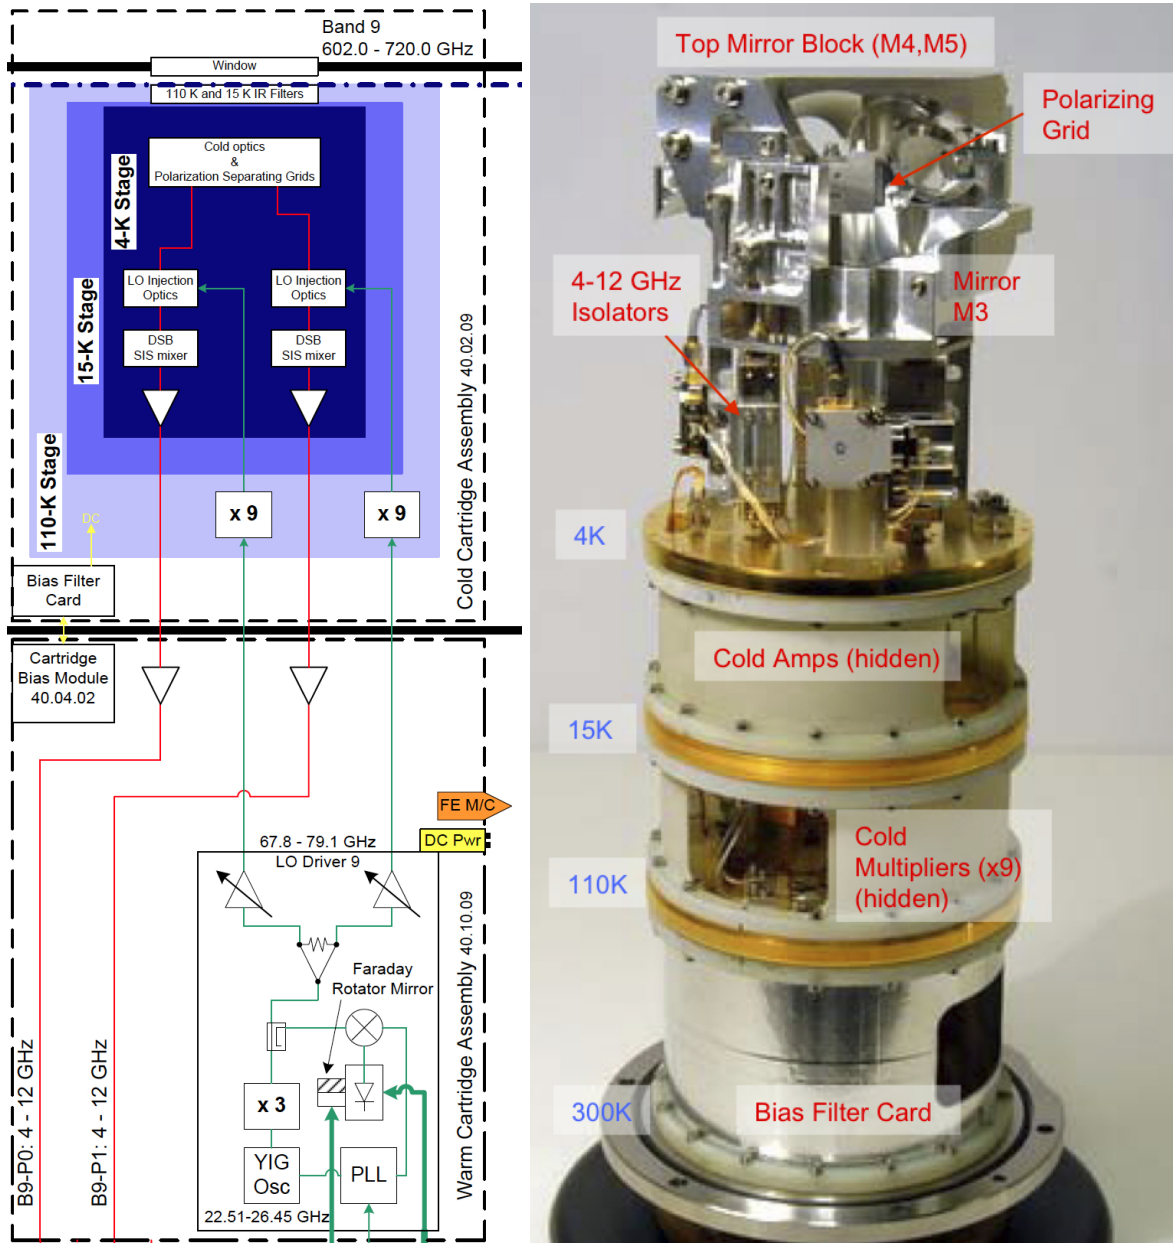 Band 9
602.0 - 720.0 GHz
Window
110 K and 15 K IR Filters
Cold optics
&
Polarization Separating Grids
4-K Stage
15-K Stage
110-K Stage
LO Injection
Optics
LO Injection
Optics
DSB
SIS mixer
DSB
SIS mixer
x 9
x 9
DC
Bias Filter
Card
Cold Cartridge Assembly 40.02.09
Cartridge
Bias Module
40.04.02
FE M/C
DC Pwr
67.8 - 79.1 GHz
LO Driver 9
Faraday
Rotator Mirror
x 3
YIG
Osc
PLL
22.51-26.45 GHz
B9-P0: 4 - 12 GHz
B9-P1: 4 - 12 GHz
Warm Cartridge Assembly 40.10.09
Top Mirror Block (M4,M5)
Polarizing
Grid
4-12 GHz
Isolators
Mirror
M3
4K
Cold Amps (hidden)
15K
Cold
Multipliers (x9)
(hidden)
110K
300K
Bias Filter Card